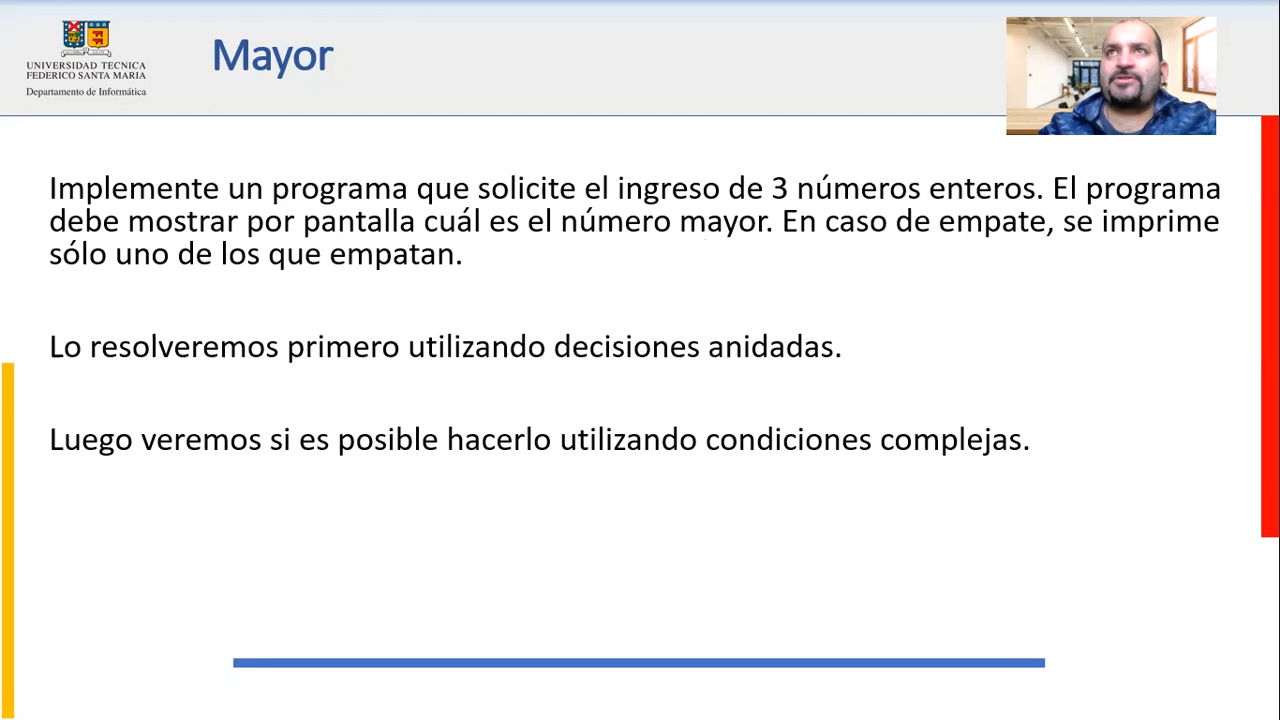 UNIVERSIDAD TECNICA
FEDERICO SANTA MARIA
Departamento de Informática
Mayor
Implemente un programa que solicite el ingreso de 3 números enteros. El programa
debe mostrar por pantalla cuál es el número mayor. En caso de empate, se imprime
sólo uno de los que empatan.
Lo resolveremos primero utilizando decisiones anidadas.
Luego veremos si es posible hacerlo utilizando condiciones complejas.